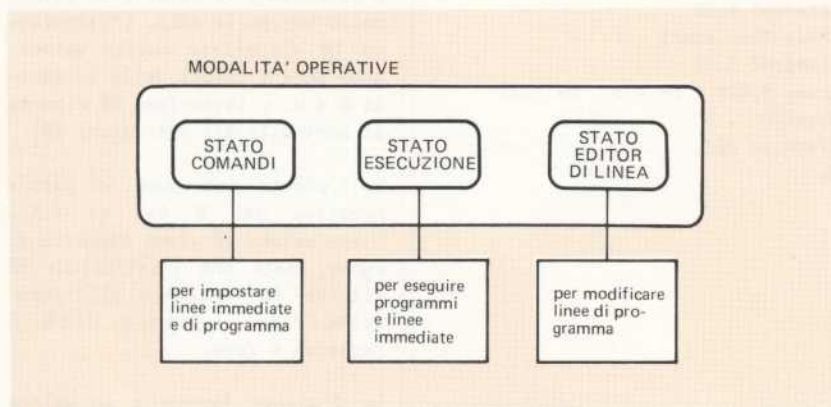 MODALITA' OPERATIVE
STATO
COMANDI
STATO
ESECUZIONE
STATO
EDITOR
DI LINEA
per impostare
linee immediate
e di programma
per eseguire
programmi
e linee
immediate
per modificare
linee di pro-
gramma